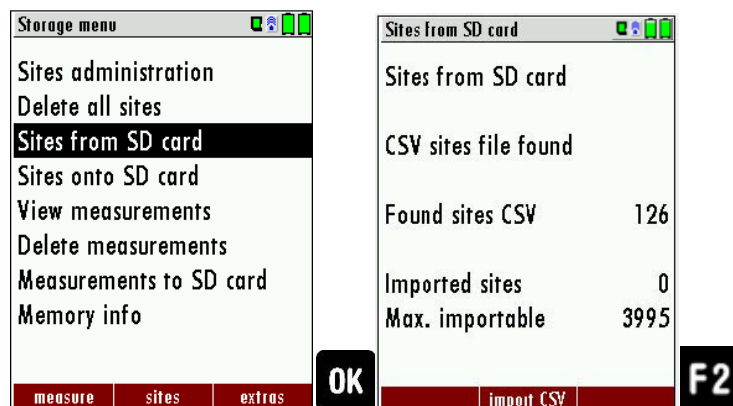 Storage menu
Sites administration
Delete all sites
Sites from SD card
Sites onto SD card
View measurements
Delete measurements
Measurements to SD card
Memory info
measure sites extras
OK
Sites from SD card
Sites from SD card
CSV sites file found
Found sites CSV 126
Imported sites 0
Max. importable 3995
import CSV
F2